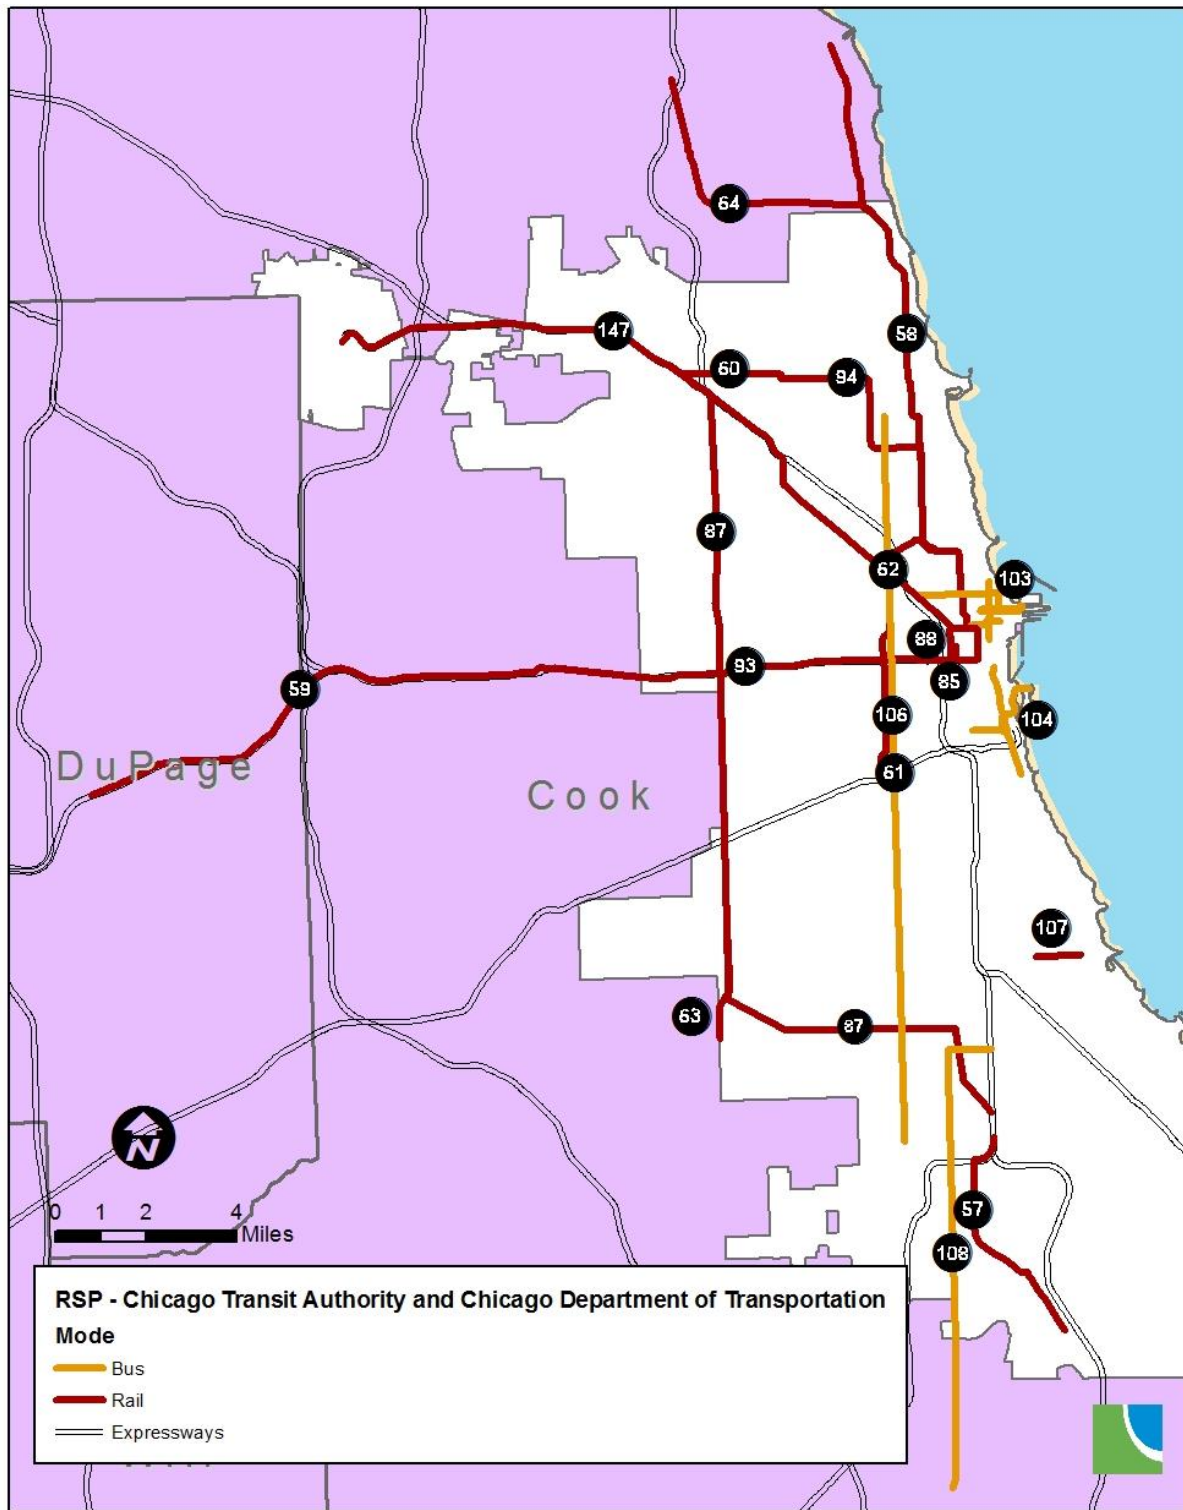 64
58
147
60
94
87
62
103
88
93
85
59
106
104
DuPage
61
Cook
107
63
87
N
0 1 2 4
Miles
57
108
RSP - Chicago Transit Authority and Chicago Department of Transportation
Mode
Bus
Rail
Expressways